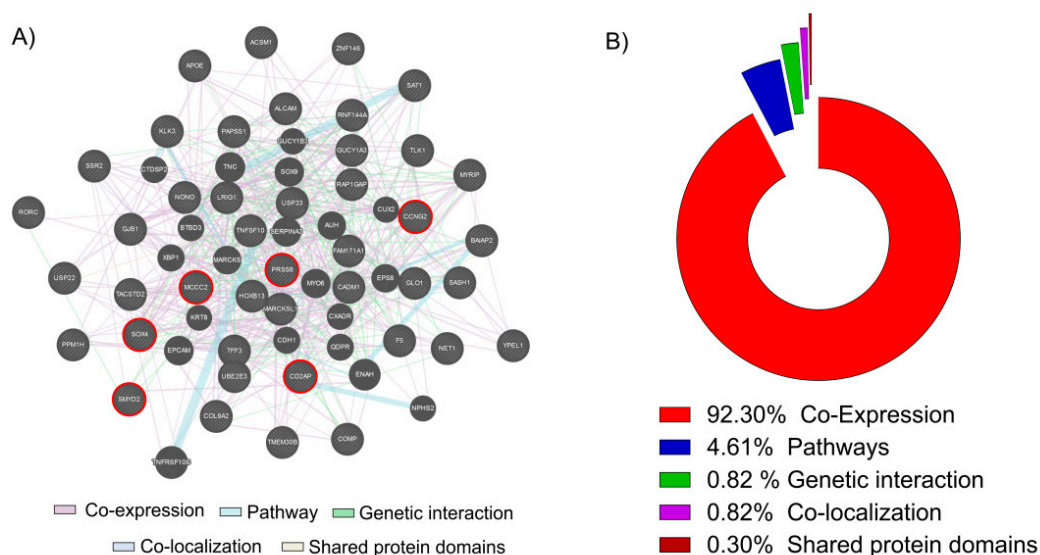 A)
B)
ACSM1
ZNF146
APOE
SAT1
ALCAM
RNF144A
KLK3
PAPSS1
GUCY1B3
GUCY1A3
TLK1
SSR2
CTDSP2
TNC
SOX9
RAP1GAP
MYRIP
NONO
LRIG1
USP33
CUX2
CCNG2
RORC
GJB1
BTBD3
TNFSF10
SERPINA3
AUH
BAIAP2
FAM171A1
XBP1
MARCKS
PRSS8
USP22
MCCC2
MYO6
CADM1
EPS8
GLO1
SASH1
TACSTD2
HOXB13
MARCKSL1
KRT8
CXADR
SOX4
PPM1H
EPCAM
TFF3
CDH1
QDPR
F5
NET1
YPEL1
UBE2E3
CD2AP
ENAH
SMYD2
COL9A2
NPHS2
TMEM30B
COMP
Co-expression
Pathway
Genetic interaction
Co-localization
Shared protein domains
92.30% Co-Expression
4.61% Pathways
0.82 % Genetic interaction
0.82% Co-localization
0.30% Shared protein domains